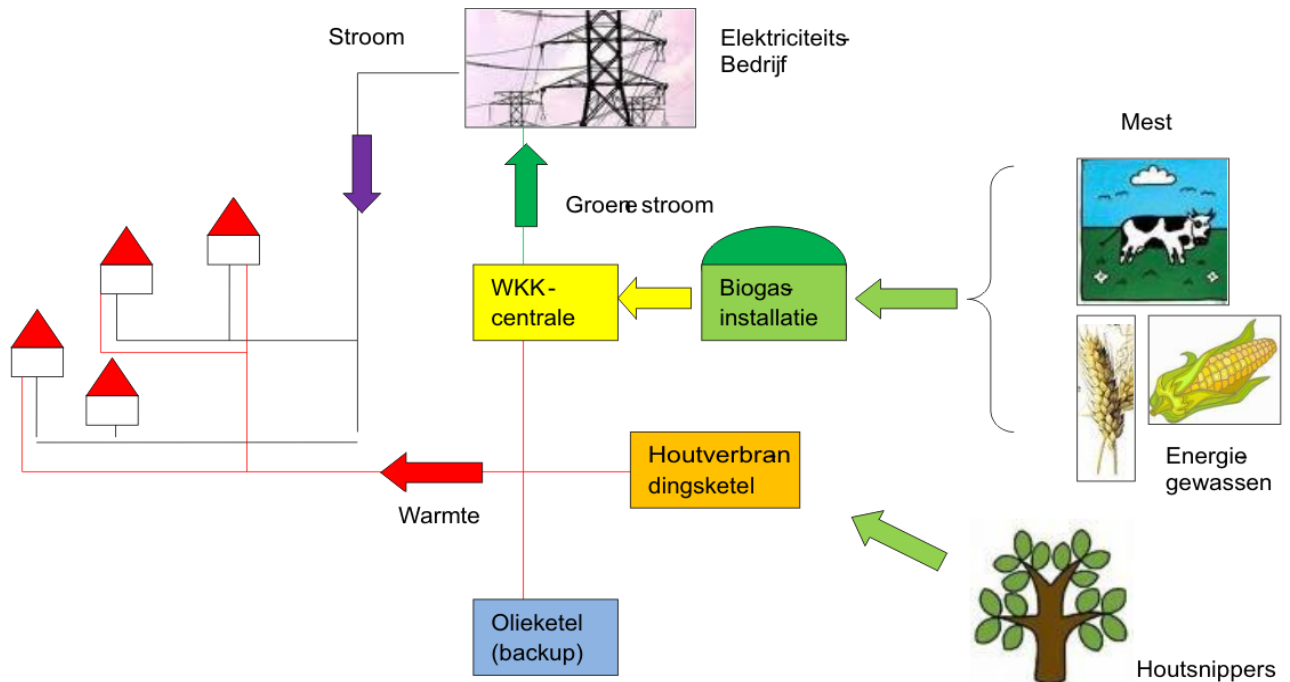 Stroom
Elektriciteits-
Bedrijf
Mest
Groene stroom
WKK-
centrale
Biogas-
installatie
Houtverbran
dingsketel
Energie-
gewassen
Warmte
Olieketel
(backup)
Houtsnippers